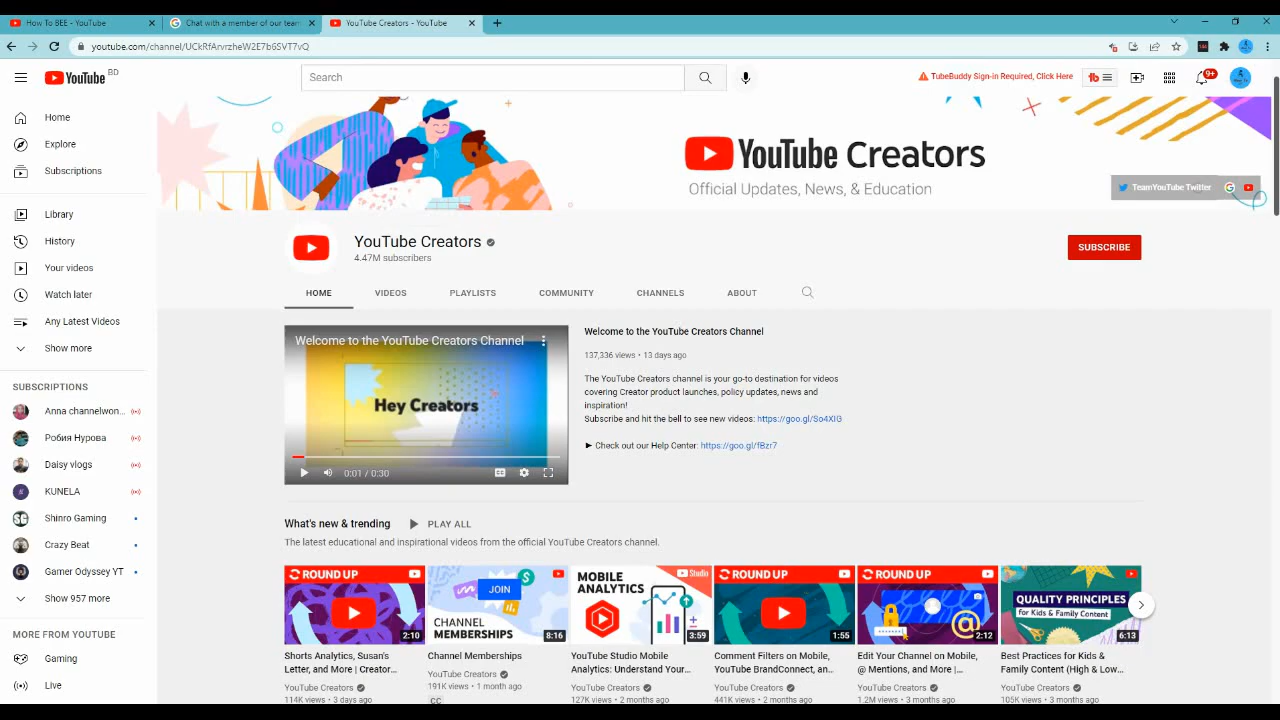 How To BEE - YouTube
Chat with a member of our team
YouTube Creators - YouTube
youtube.com/channel/UCkRfArvrzheW2E7b6SVT7vQ
YouTube BD
Search
TubeBuddy Sign-in Required, Click Here
9+
Home
Explore
Subscriptions
Library
History
Your videos
Watch later
Any Latest Videos
Show more
SUBSCRIPTIONS
Anna channelwon...
Робия Нурова
Daisy vlogs
KUNELA
Shinro Gaming
Crazy Beat
Gamer Odyssey YT
Show 957 more
MORE FROM YOUTUBE
Gaming
Live
YouTube Creators
Official Updates, News, & Education
TeamYouTube Twitter
YouTube Creators
4.47M subscribers
SUBSCRIBE
HOME
VIDEOS
PLAYLISTS
COMMUNITY
CHANNELS
ABOUT
Welcome to the YouTube Creators Channel
Hey Creators
0:01 / 0:30
Welcome to the YouTube Creators Channel
137,336 views • 13 days ago
The YouTube Creators channel is your go-to destination for videos
covering Creator product launches, policy updates, news and
inspiration!
Subscribe and hit the bell to see new videos: https://goo.gl/So4XIG
► Check out our Help Center: https://goo.gl/fBzr7
What's new & trending
PLAY ALL
The latest educational and inspirational videos from the official YouTube Creators channel.
ROUND UP
2:10
Shorts Analytics, Susan's
Letter, and More | Creator...
YouTube Creators
114K views • 3 days ago
JOIN
CHANNEL
MEMBERSHIPS
8:16
Channel Memberships
YouTube Creators
191K views • 1 month ago
CC
MOBILE
ANALYTICS
Studio
3:59
YouTube Studio Mobile
Analytics: Understand Your...
YouTube Creators
127K views • 2 months ago
ROUND UP
1:55
Comment Filters on Mobile,
YouTube BrandConnect, an...
YouTube Creators
441K views • 2 months ago
ROUND UP
2:12
Edit Your Channel on Mobile,
@ Mentions, and More |...
YouTube Creators
1.2M views • 3 months ago
QUALITY PRINCIPLES
for Kids & Family Content
6:13
Best Practices for Kids &
Family Content (High & Low...
YouTube Creators
105K views • 3 months ago